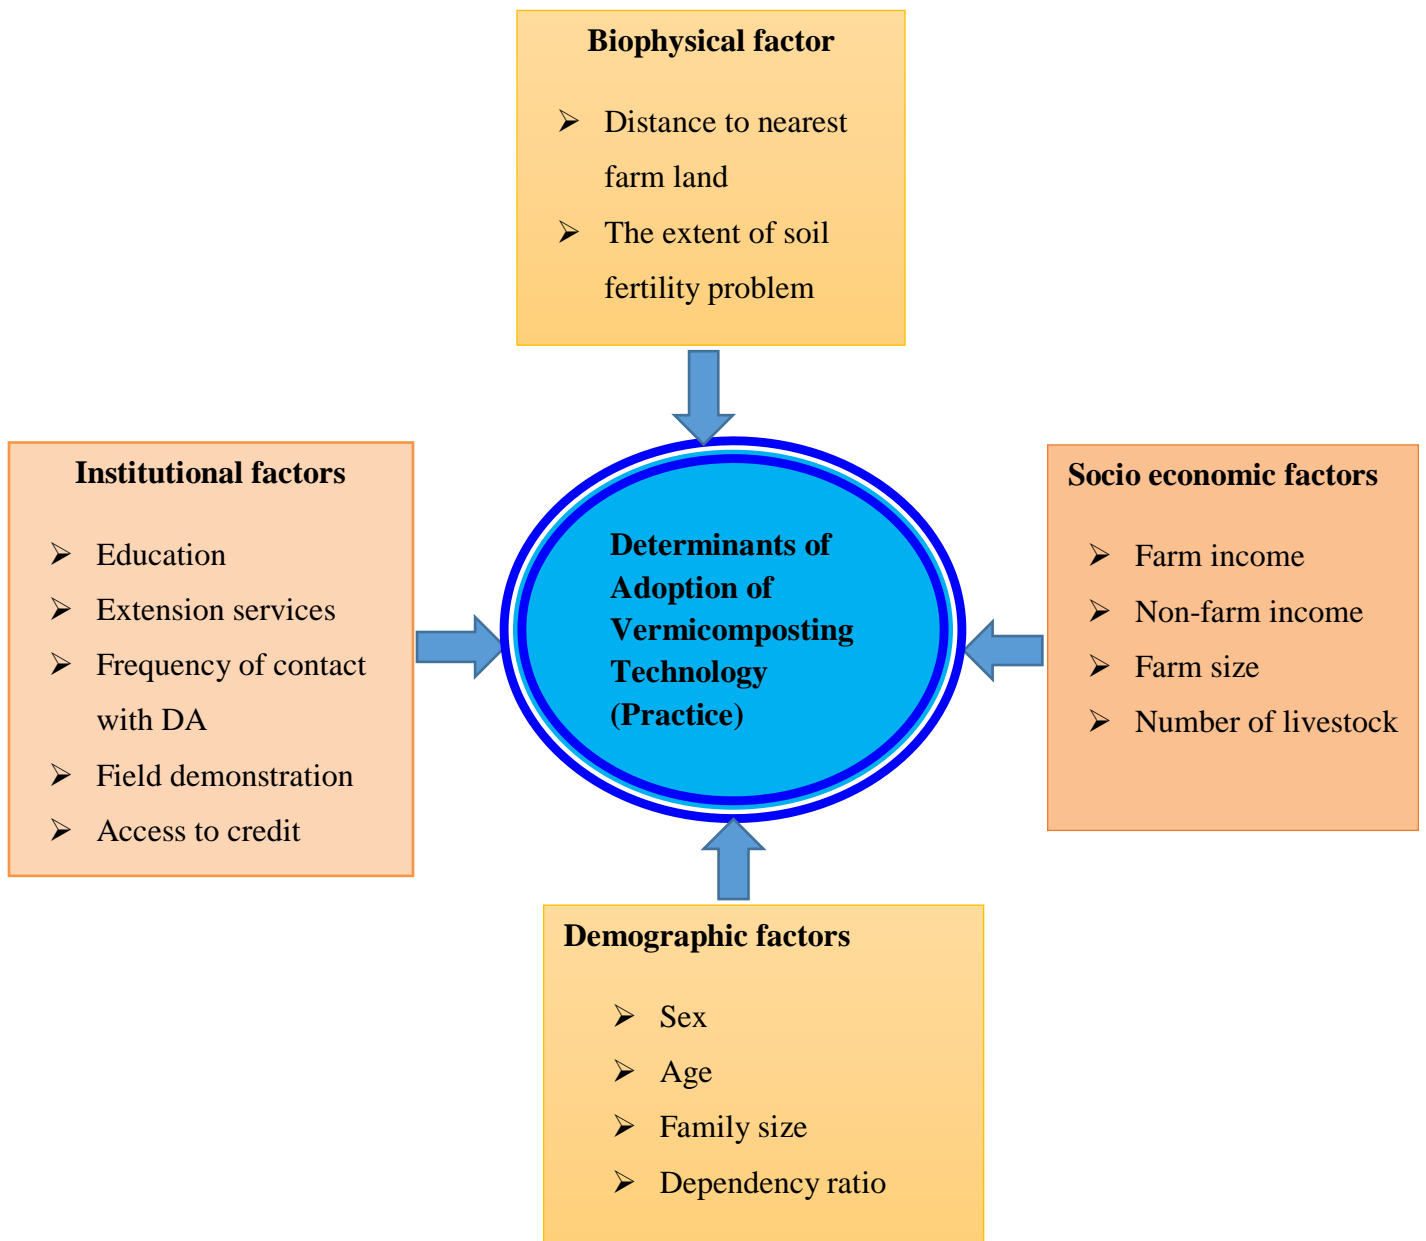 Biophysical factor
➢ Distance to nearest
farm land
➢ The extent of soil
fertility problem
Institutional factors
➢ Education
➢ Extension services
➢ Frequency of contact
with DA
➢ Field demonstration
➢ Access to credit
Determinants of
Adoption of
Vermicomposting
Technology
(Practice)
Socio economic factors
➢ Farm income
➢ Non-farm income
➢ Farm size
➢ Number of livestock
Demographic factors
➢ Sex
➢ Age
➢ Family size
➢ Dependency ratio